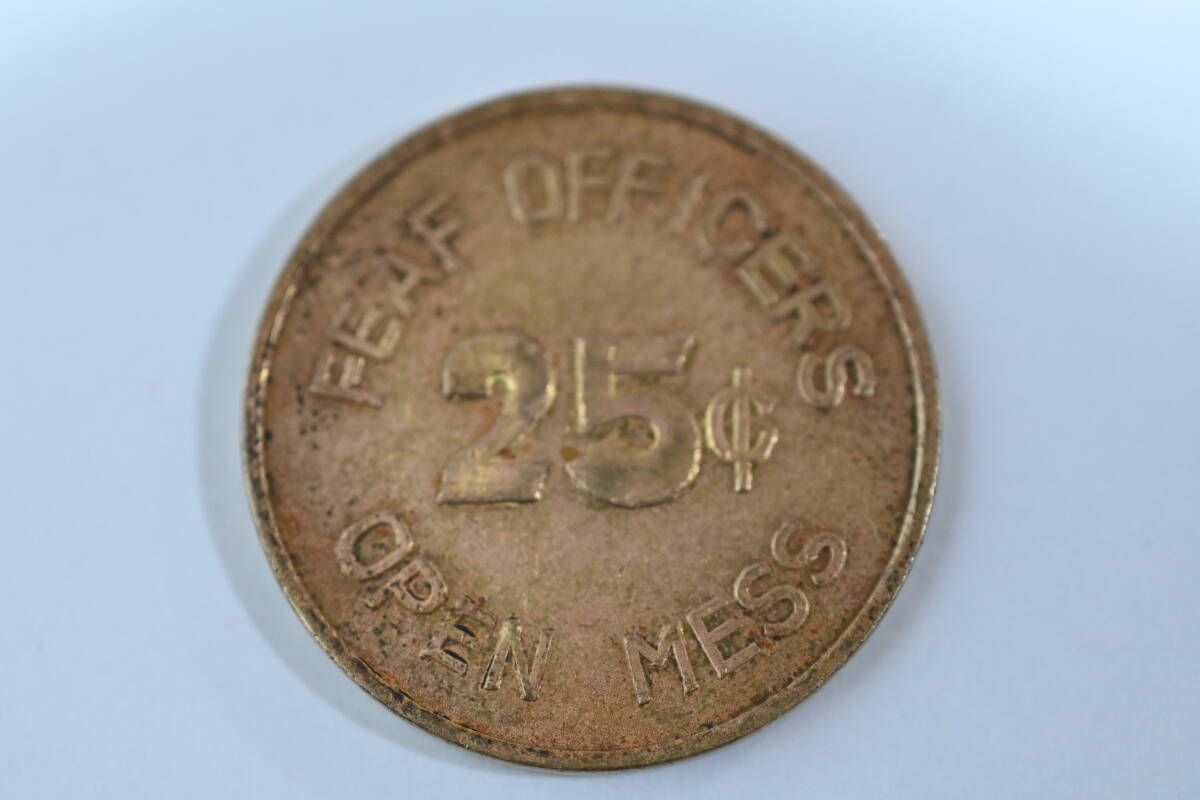 FEAF OFFICERS
25¢
OPEN MESS